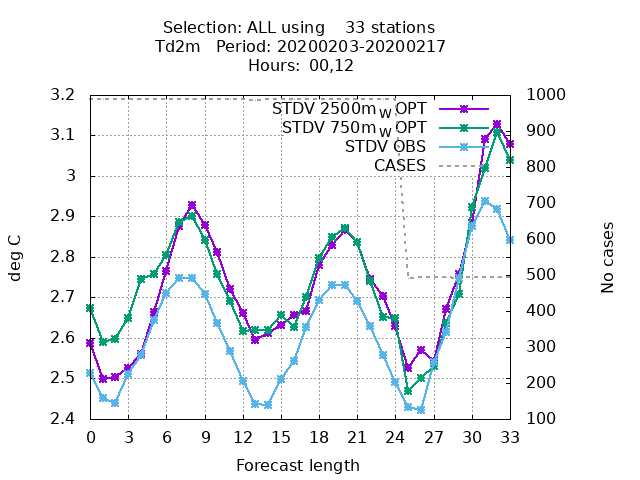 Selection: ALL using    33 stations
Td2m   Period: 20200203-20200217
Hours: 00,12
STDV 2500m_W OPT
STDV 750m_W OPT
STDV OBS
CASES
3.2
3.1
3
2.9
2.8
2.7
2.6
2.5
2.4
deg C
1000
900
800
700
600
500
400
300
200
100
No cases
0 3 6 9 12 15 18 21 24 27 30 33
Forecast length